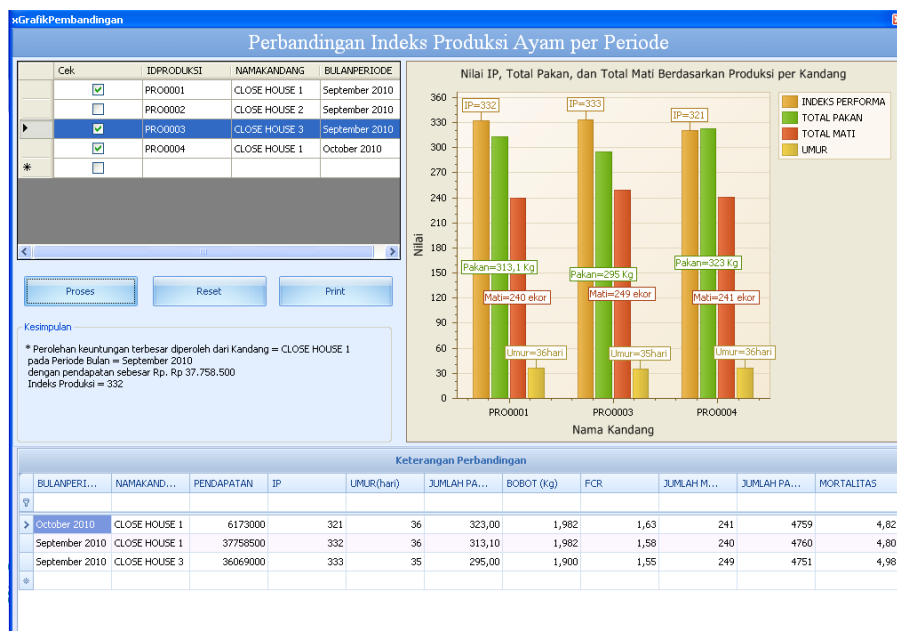 xGrafikPembandingan
Perbandingan Indeks Produksi Ayam per Periode
Cek IDPRODUKSI NAMAKANDANG BULANPERIODE
PRO0001 CLOSE HOUSE 1 September 2010
PRO0002 CLOSE HOUSE 2 September 2010
PRO0003 CLOSE HOUSE 3 September 2010
PRO0004 CLOSE HOUSE 1 October 2010
Proses Reset Print
Kesimpulan
* Perolehan keuntungan terbesar diperoleh dari Kandang = CLOSE HOUSE 1
pada Periode Bulan = September 2010
dengan pendapatan sebesar Rp. Rp 37.758.500
Indeks Produksi = 332
Nilai IP, Total Pakan, dan Total Mati Berdasarkan Produksi per Kandang
INDEKS PERFORMA
TOTAL PAKAN
TOTAL MATI
UMUR
Nilai
360
330
300
270
240
210
180
150
120
90
60
30
0
IP=332 IP=333 IP=321
Pakan=313,1 Kg Pakan=295 Kg Pakan=323 Kg
Mati=240 ekor Mati=249 ekor Mati=241 ekor
Umur=36hari Umur=35hari Umur=36hari
PRO0001 PRO0003 PRO0004
Nama Kandang
Keterangan Perbandingan
BULANPERI... NAMAKAND... PENDAPATAN IP UMUR(hari) JUMLAH PA... BOBOT (Kg) FCR JUMLAH M... JUMLAH PA... MORTALITAS
October 2010 CLOSE HOUSE 1 6173000 321 36 323,00 1,982 1,63 241 4759 4,82
September 2010 CLOSE HOUSE 1 37758500 332 36 313,10 1,982 1,58 240 4760 4,80
September 2010 CLOSE HOUSE 3 36069000 333 35 295,00 1,900 1,55 249 4751 4,98